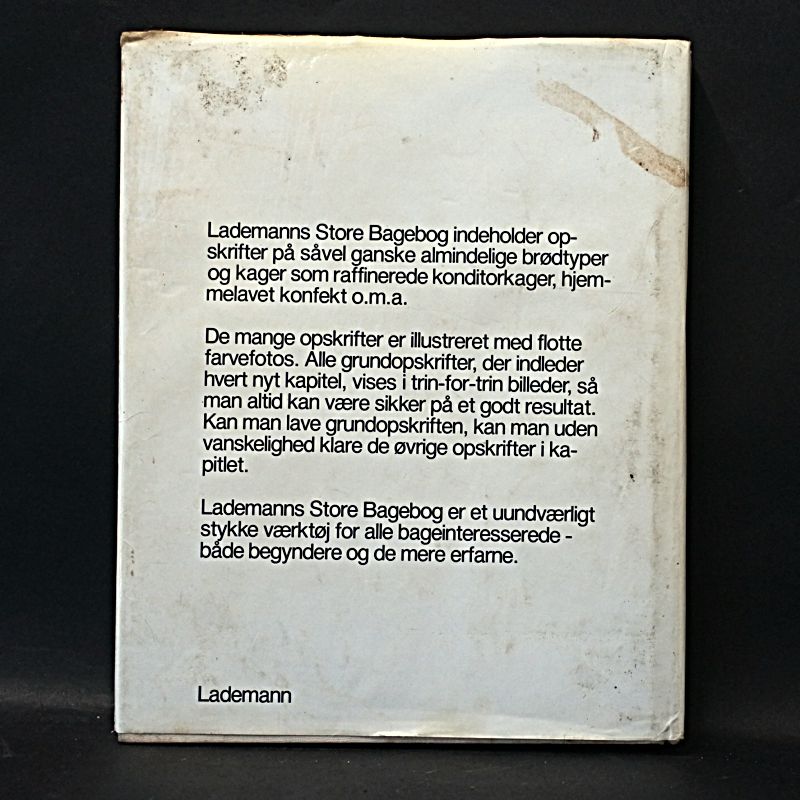 Lademanns Store Bagebog indeholder op-
skrifter på såvel ganske almindelige brødtyper
og kager som raffinerede konditorkager, hjem-
melavet konfekt o.m.a.
De mange opskrifter er illustreret med flotte
farvefotos. Alle grundopskrifter, der indleder
hvert nyt kapitel, vises i trin-for-trin billeder, så
man altid kan være sikker på et godt resultat.
Kan man lave grundopskriften, kan man uden
vanskelighed klare de øvrige opskrifter i ka-
pitlet.
Lademanns Store Bagebog er et uundværligt
stykke værktøj for alle bageinteresserede -
både begyndere og de mere erfarne.
Lademann